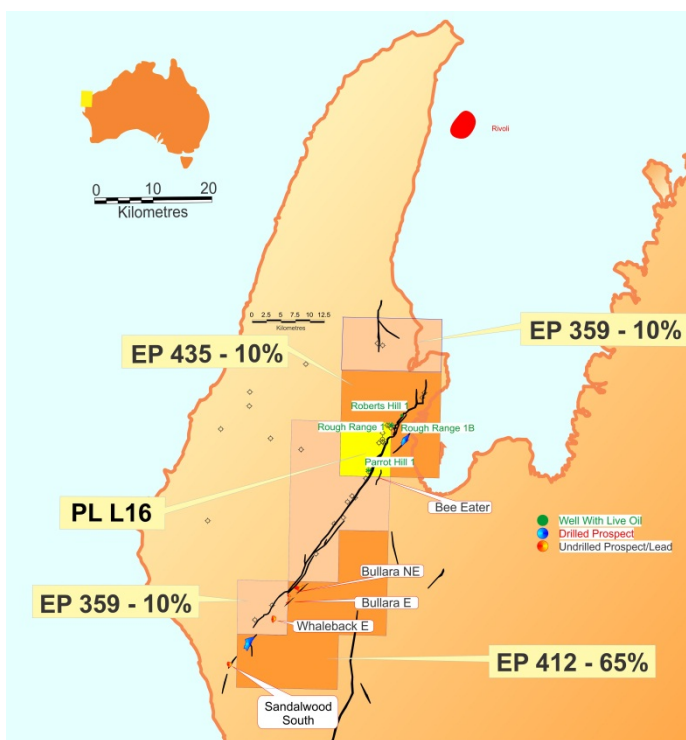 Rivoli
0 10 20
Kilometres
0 2.5 5 7.5 10 12.5
Kilometres
EP 359 - 10%
EP 435 - 10%
Roberts Hill 1
Rough Range 1
Rough Range 1B
Parrot Hill 1
PL L16
Bee Eater
Well With Live Oil
Drilled Prospect
Undrilled Prospect/Lead
Bullara NE
EP 359 - 10%
Bullara E
Whaleback E
EP 412 - 65%
Sandalwood
South